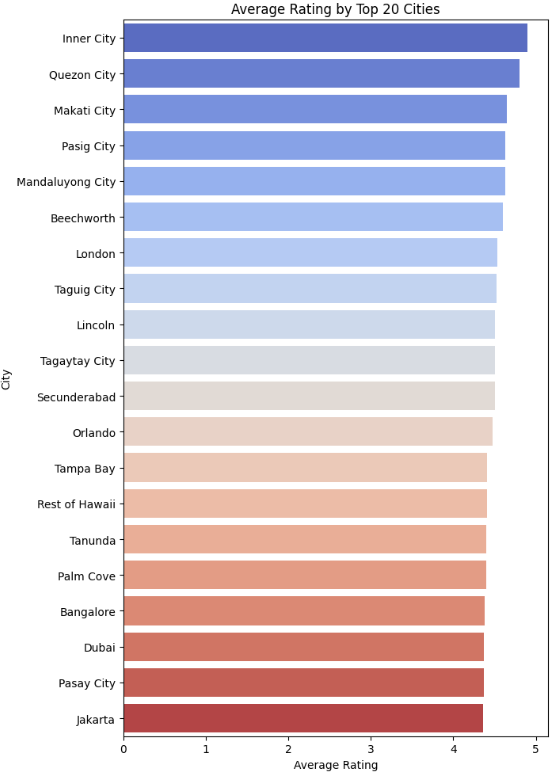 Average Rating by Top 20 Cities
Inner City
Quezon City
Makati City
Pasig City
Mandaluyong City
Beechworth
London
Taguig City
Lincoln
Tagaytay City
Secunderabad
Orlando
Tampa Bay
Rest of Hawaii
Tanunda
Palm Cove
Bangalore
Dubai
Pasay City
Jakarta
City
0 1 2 3 4 5
Average Rating